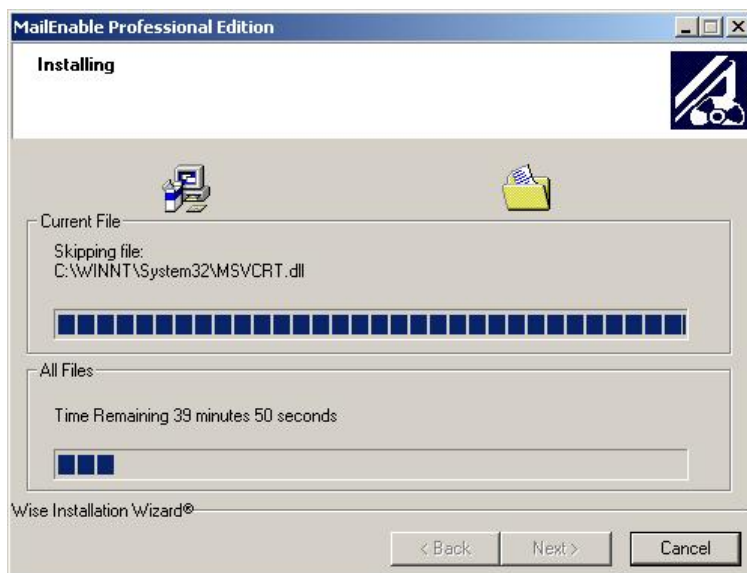 MailEnable Professional Edition
Installing
Current File
Skipping file:
C:\WINNT\System32\MSVCRT.dll
All Files
Time Remaining 39 minutes 50 seconds
Wise Installation Wizard®
< Back
Next >
Cancel